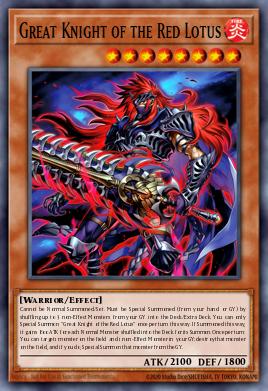 Great Knight of the Red Lotus
FIRE
炎
[Warrior/Effect]
Cannot be Normal Summoned/Set. Must be Special Summoned (from your hand or GY) by
shuffling up to 3 non-Effect Monsters from your GY into the Deck/Extra Deck. You can only
Special Summon "Great Knight of the Red Lotus" once per turn this way. If Summoned this way,
it gains
ATK for each
Monster shuffled into the Deck for its Summon. Once per turn:
You can target 1 monster on the field and 1 non-Effect Monster in your GY; destroy that monster
on the field, and if you do, Special Summon that monster from the GY.
ATK/2100 DEF/1800
©2020 Studio Dice/SHUEISHA, TV TOKYO, KONAMI